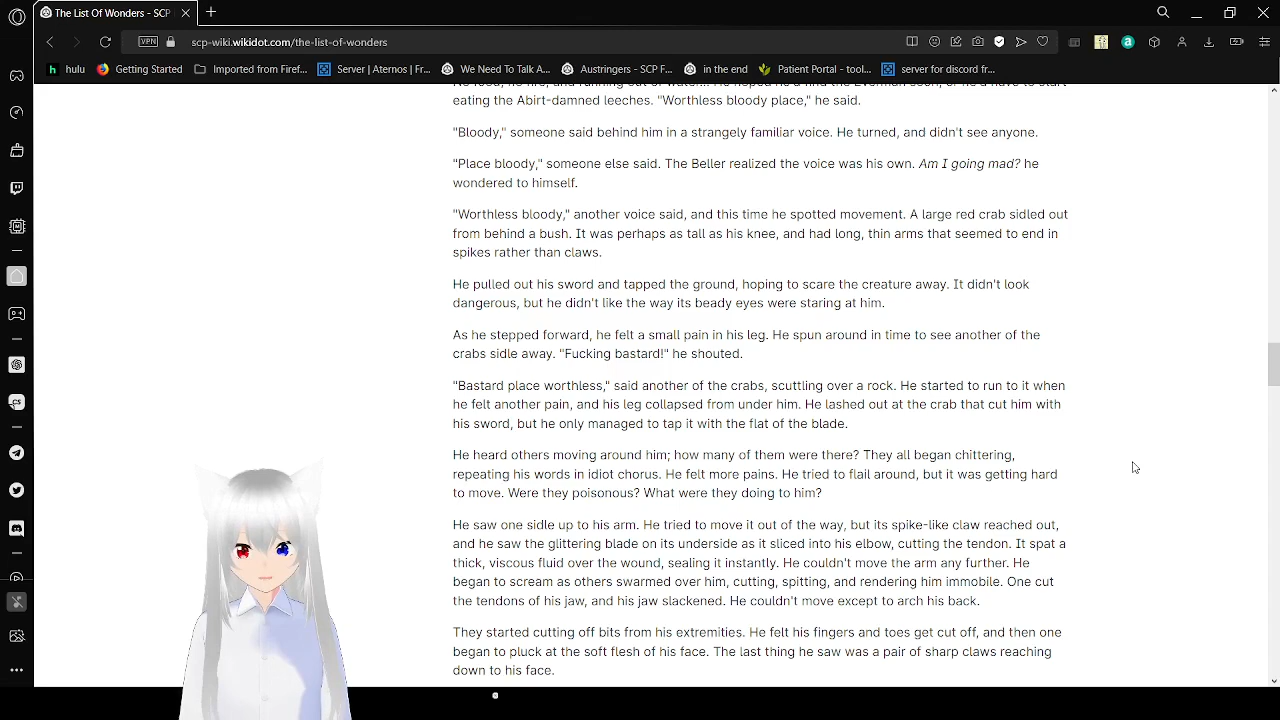 The List Of Wonders - SCP
VPN
scp-wiki.wikidot.com/the-list-of-wonders
hulu
Getting Started
Imported from Firef...
Server | Aternos | Fr...
We Need To Talk A...
Austringers - SCP F...
in the end
Patient Portal - tool...
server for discord fr...
eating the Abirt-damned leeches. "Worthless bloody place," he said.
"Bloody," someone said behind him in a strangely familiar voice. He turned, and didn't see anyone.
"Place bloody," someone else said. The Beller realized the voice was his own. Am I going mad? he
wondered to himself.
"Worthless bloody," another voice said, and this time he spotted movement. A large red crab sidled out
from behind a bush. It was perhaps as tall as his knee, and had long, thin arms that seemed to end in
spikes rather than claws.
He pulled out his sword and tapped the ground, hoping to scare the creature away. It didn't look
dangerous, but he didn't like the way its beady eyes were staring at him.
As he stepped forward, he felt a small pain in his leg. He spun around in time to see another of the
crabs sidle away. "Fucking bastard!" he shouted.
"Bastard place worthless," said another of the crabs, scuttling over a rock. He started to run to it when
he felt another pain, and his leg collapsed from under him. He lashed out at the crab that cut him with
his sword, but he only managed to tap it with the flat of the blade.
He heard others moving around him; how many of them were there? They all began chittering,
repeating his words in idiot chorus. He felt more pains. He tried to flail around, but it was getting hard
to move. Were they poisonous? What were they doing to him?
He saw one sidle up to his arm. He tried to move it out of the way, but its spike-like claw reached out,
and he saw the glittering blade on its underside as it sliced into his elbow, cutting the tendon. It spat a
thick, viscous fluid over the wound, sealing it instantly. He couldn't move the arm any further. He
began to scream as others swarmed over him, cutting, spitting, and rendering him immobile. One cut
the tendons of his jaw, and his jaw slackened. He couldn't move except to arch his back.
They started cutting off bits from his extremities. He felt his fingers and toes get cut off, and then one
began to pluck at the soft flesh of his face. The last thing he saw was a pair of sharp claws reaching
down to his face.